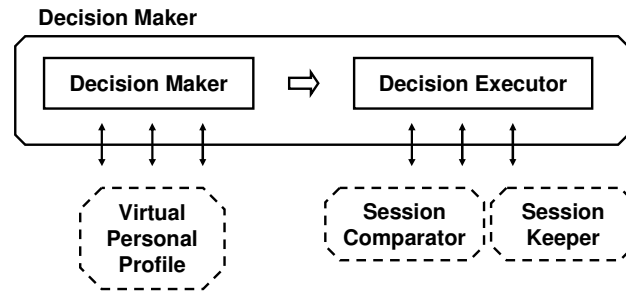 Decision Maker
Decision Maker
Decision Executor
Virtual
Personal
Profile
Session
Comparator
Session
Keeper